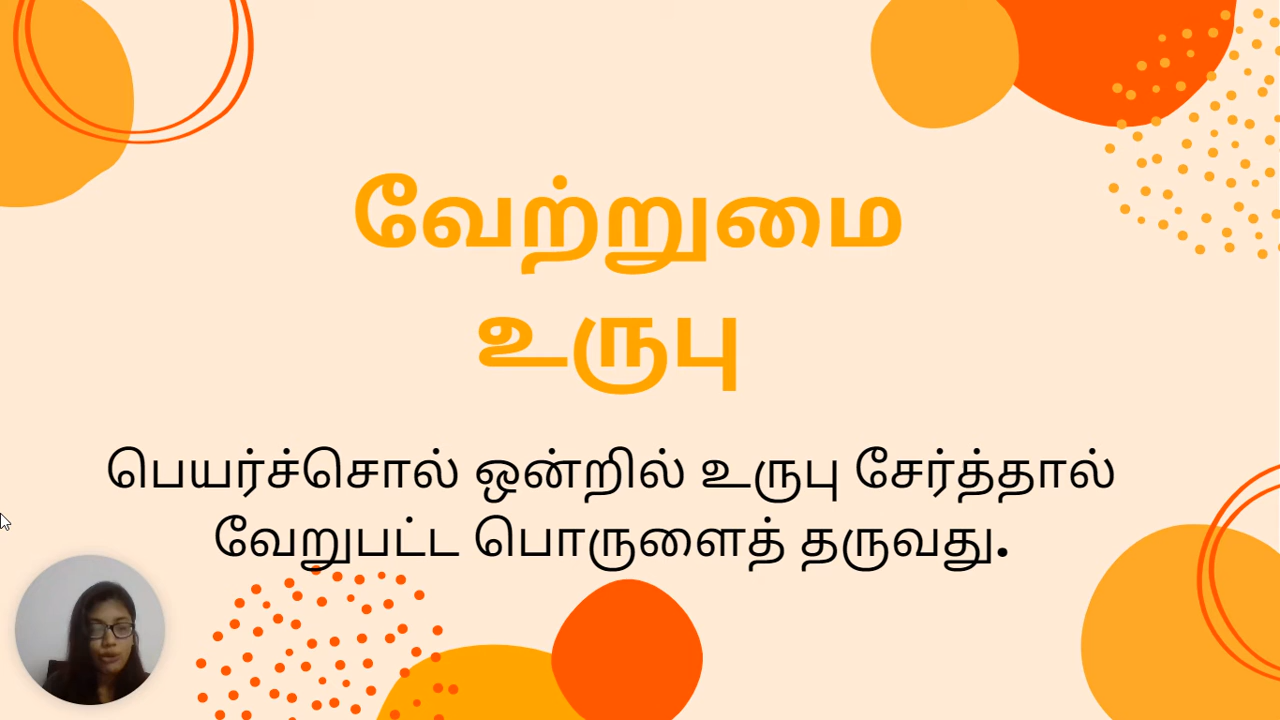 வேற்றுமை
உருபு
பெயர்ச்சொல் ஒன்றில் உருபு சேர்த்தால்
வேறுபட்ட பொருளைத் தருவது.